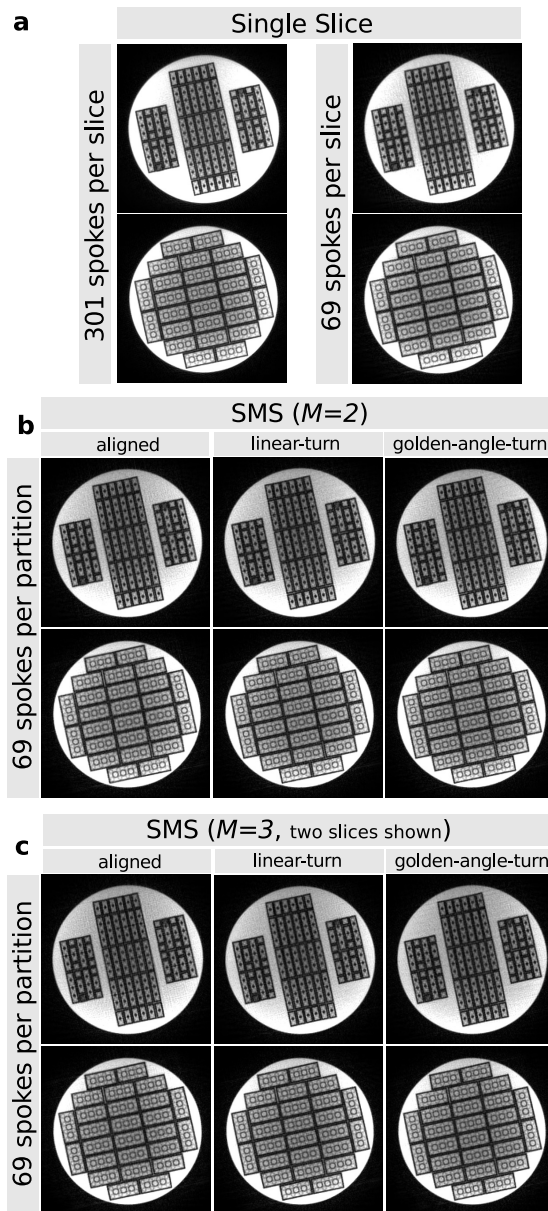 a
Single Slice
301 spokes per slice
69 spokes per slice
b
SMS (M=2)
aligned
linear-turn
golden-angle-turn
69 spokes per partition
c
SMS (M=3, two slices shown)
aligned
linear-turn
golden-angle-turn
69 spokes per partition